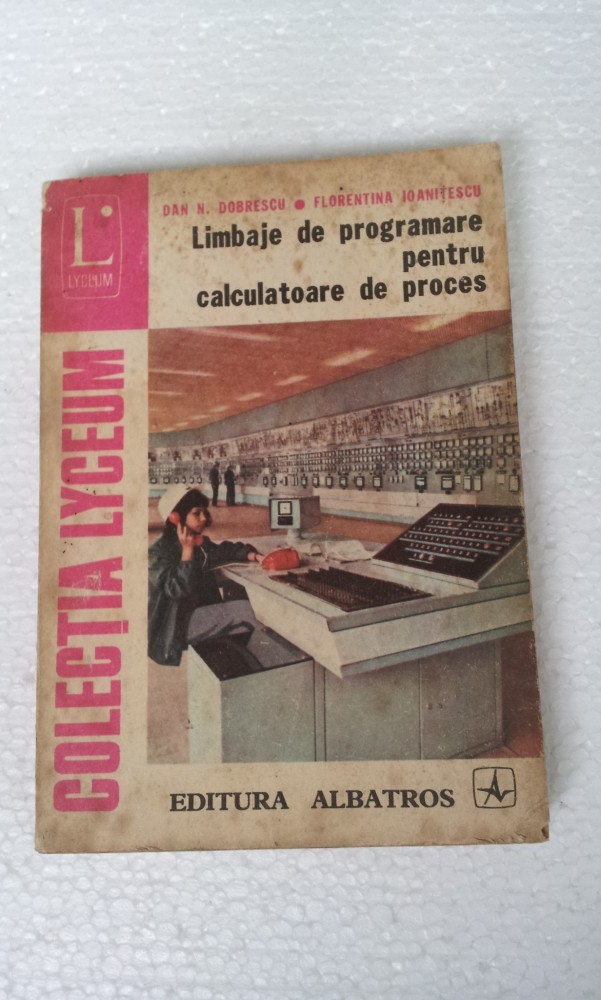 L
LYCEUM
DAN N. DOBRESCU • FLORENTINA IOANIȚESCU
Limbaje de programare
pentru
calculatoare de proces
COLECȚIA LYCEUM
EDITURA ALBATROS